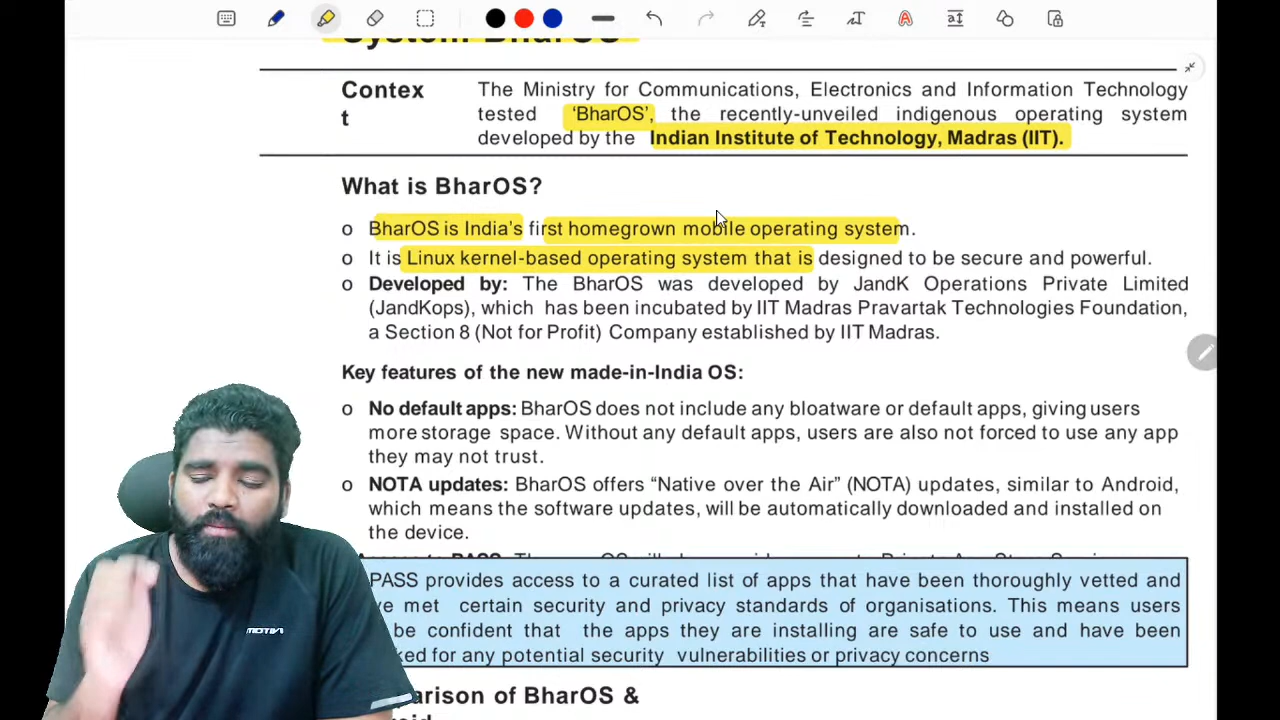 System BharOS
Contex
t
The Ministry for Communications, Electronics and Information Technology
tested 'BharOS', the recently-unveiled indigenous operating system
developed by the Indian Institute of Technology, Madras (IIT).
What is BharOS?
o BharOS is India's first homegrown mobile operating system.
o It is Linux kernel-based operating system that is designed to be secure and powerful.
o Developed by: The BharOS was developed by JandK Operations Private Limited
(JandKops), which has been incubated by IIT Madras Pravartak Technologies Foundation,
a Section 8 (Not for Profit) Company established by IIT Madras.
Key features of the new made-in-India OS:
o No default apps: BharOS does not include any bloatware or default apps, giving users
more storage space. Without any default apps, users are also not forced to use any app
they may not trust.
o NOTA updates: BharOS offers “Native over the Air” (NOTA) updates, similar to Android,
which means the software updates, will be automatically downloaded and installed on
the device.
PASS provides access to a curated list of apps that have been thoroughly vetted and
met certain security and privacy standards of organisations. This means users
be confident that the apps they are installing are safe to use and have been
for any potential security vulnerabilities or privacy concerns
of BharOS &
MOTIVI